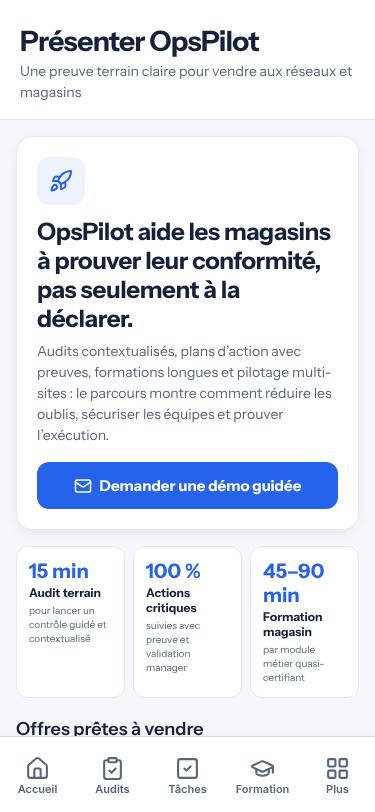 Présenter OpsPilot
Une preuve terrain claire pour vendre aux réseaux et
magasins
OpsPilot aide les magasins
à prouver leur conformité,
pas seulement à la
déclarer.
Audits contextualisés, plans d’action avec
preuves, formations longues et pilotage multi-
sites : le parcours montre comment réduire les
oublis, sécuriser les équipes et prouver
l’exécution.
Demander une démo guidée
15 min
Audit terrain
pour lancer un
contrôle guidé et
contextualisé
100 %
Actions
critiques
suivies avec
preuve et
validation
manager
45–90
min
Formation
magasin
par module
métier quasi-
certifiant
Offres prêtes à vendre
Accueil
Audits
Tâches
Formation
Plus